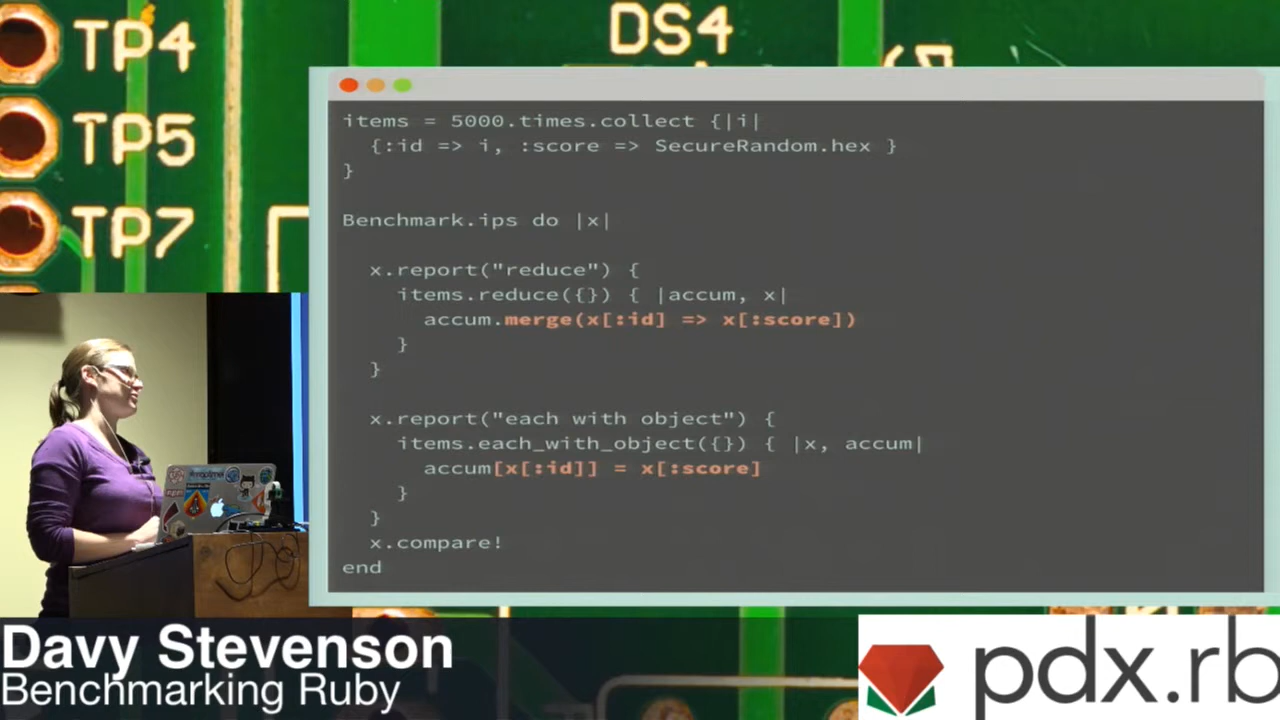 TP4
TP5
TP7
DS4
items = 5000.times.collect {|i|
{:id => i, :score => SecureRandom.hex }
}
Benchmark.ips do |x|
x.report("reduce") {
items.reduce({}) { |accum, x|
accum.merge(x[:id] => x[:score])
}
}
x.report("each with object") {
items.each_with_object({}) { |x, accum|
accum[x[:id]] = x[:score]
}
}
x.compare!
end
Davy Stevenson
Benchmarking Ruby
pdx.rb